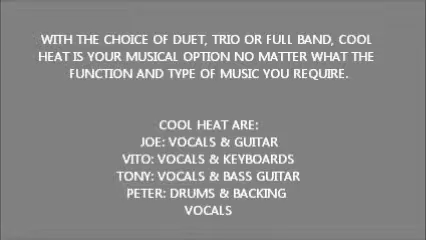 WITH THE CHOICE OF DUET, TRIO OR FULL BAND, COOL
HEAT IS YOUR MUSICAL OPTION NO MATTER WHAT THE
FUNCTION AND TYPE OF MUSIC YOU REQUIRE.
COOL HEAT ARE:
JOE: VOCALS & GUITAR
VITO: VOCALS & KEYBOARDS
TONY: VOCALS & BASS GUITAR
PETER: DRUMS & BACKING
VOCALS